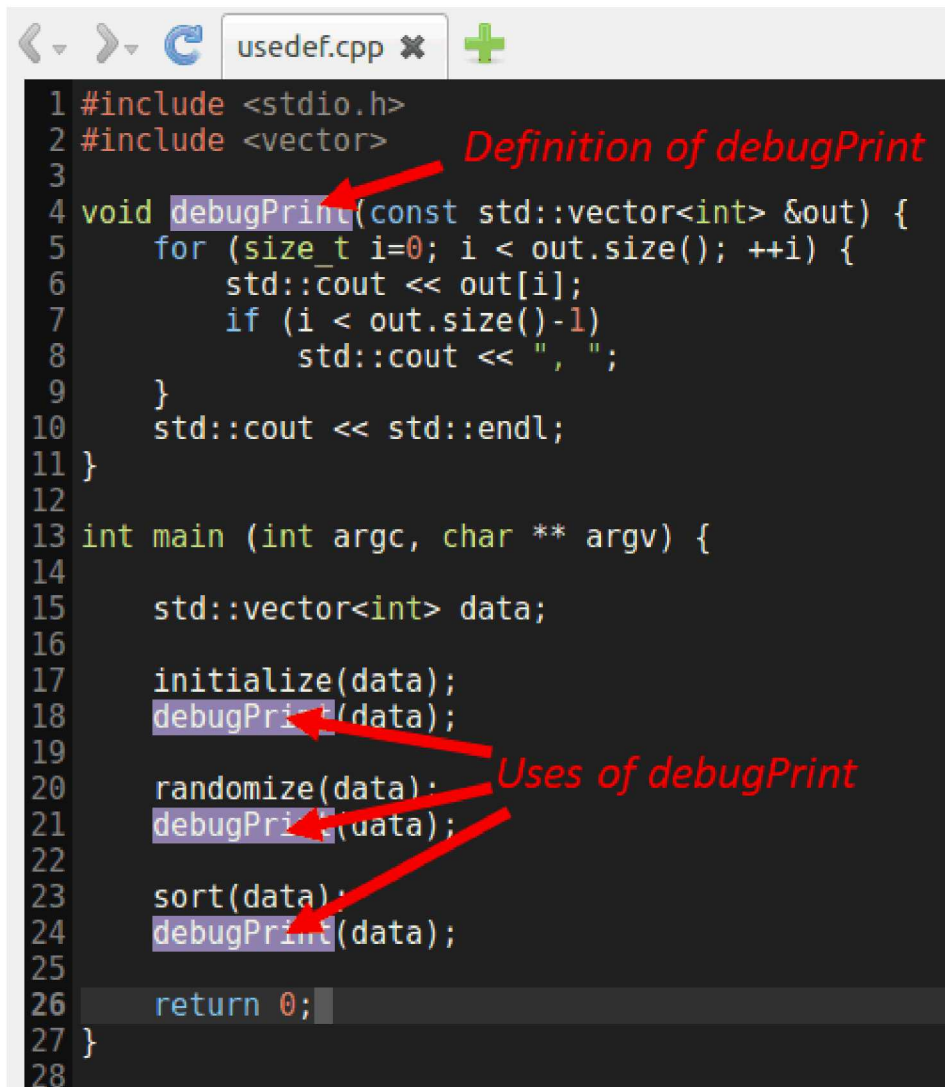 usedef.cpp
1 #include <stdio.h>
2 #include <vector>
Definition of debugPrint
3
4 void debugPrint(const std::vector<int> &out) {
5     for (size_t i=0; i < out.size(); ++i) {
6         std::cout << out[i];
7         if (i < out.size()-1)
8             std::cout << ", ";
9     }
10     std::cout << std::endl;
11 }
12
13 int main (int argc, char ** argv) {
14
15     std::vector<int> data;
16
17     initialize(data);
18     debugPrint(data);
19
Uses of debugPrint
20     randomize(data);
21     debugPrint(data);
22
23     sort(data);
24     debugPrint(data);
25
26     return 0;
27 }
28